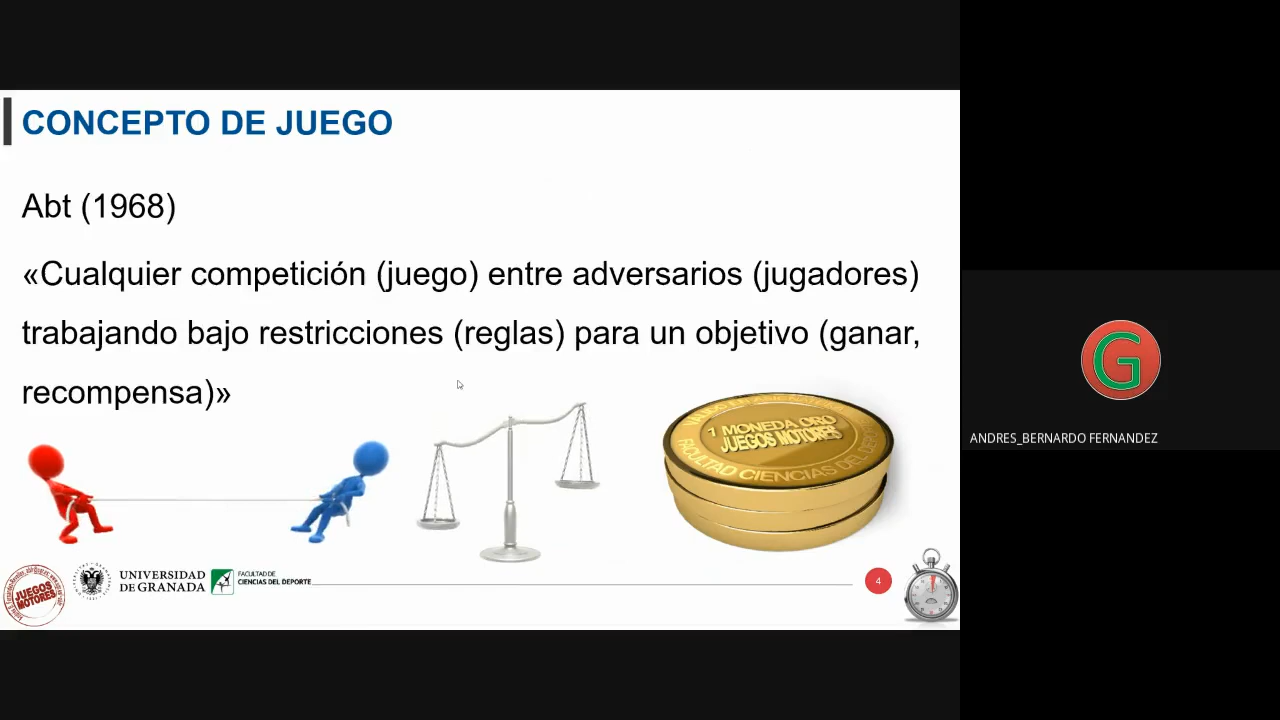 CONCEPTO DE JUEGO
Abt (1968)
«Cualquier competición (juego) entre adversarios (jugadores)
trabajando bajo restricciones (reglas) para un objetivo (ganar,
recompensa)»
1 MONEDA ORO
JUEGOS MOTORES
FACULTAD CIENCIAS DEL DEPORTE
JUEGOS
MOTORES
UNIVERSIDAD
DE GRANADA
FACULTAD DE
CIENCIAS DEL DEPORTE
4
G
ANDRES_BERNARDO FERNANDEZ